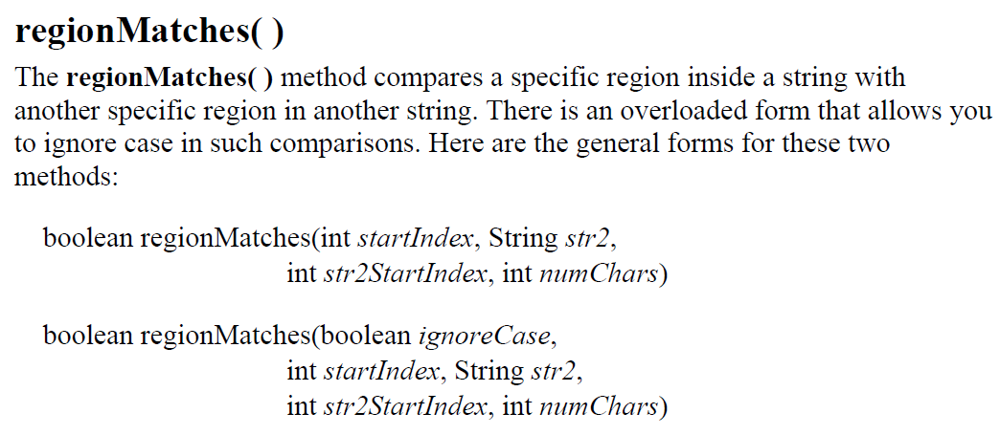 regionMatches( )
The regionMatches( ) method compares a specific region inside a string with
another specific region in another string. There is an overloaded form that allows you
to ignore case in such comparisons. Here are the general forms for these two
methods:
boolean regionMatches(int startIndex, String str2,
int str2StartIndex, int numChars)
boolean regionMatches(boolean ignoreCase,
int startIndex, String str2,
int str2StartIndex, int numChars)